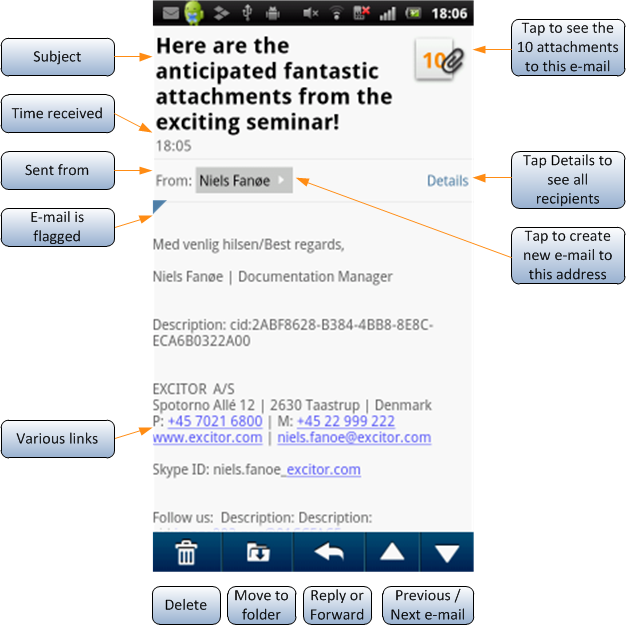 18:06
Here are the
anticipated fantastic
attachments from the
exciting seminar!
10
18:05
From: Niels Fanøe
Details
Med venlig hilsen/Best regards,
Niels Fanøe | Documentation Manager
Description: cid:2ABF8628-B384-4BB8-8E8C-
ECA6B0322A00
EXCITOR A/S
Spotorno Allé 12 | 2630 Taastrup | Denmark
P: +45 7021 6800 | M: +45 22 999 222
www.excitor.com | niels.fanoe@excitor.com
Skype ID: niels.fanoe_excitor.com
Follow us: Description: Description:
Subject
Time received
Sent from
E-mail is
flagged
Various links
Tap to see the
10 attachments
to this e-mail
Tap Details to
see all
recipients
Tap to create
new e-mail to
this address
Delete
Move to
folder
Reply or
Forward
Previous /
Next e-mail